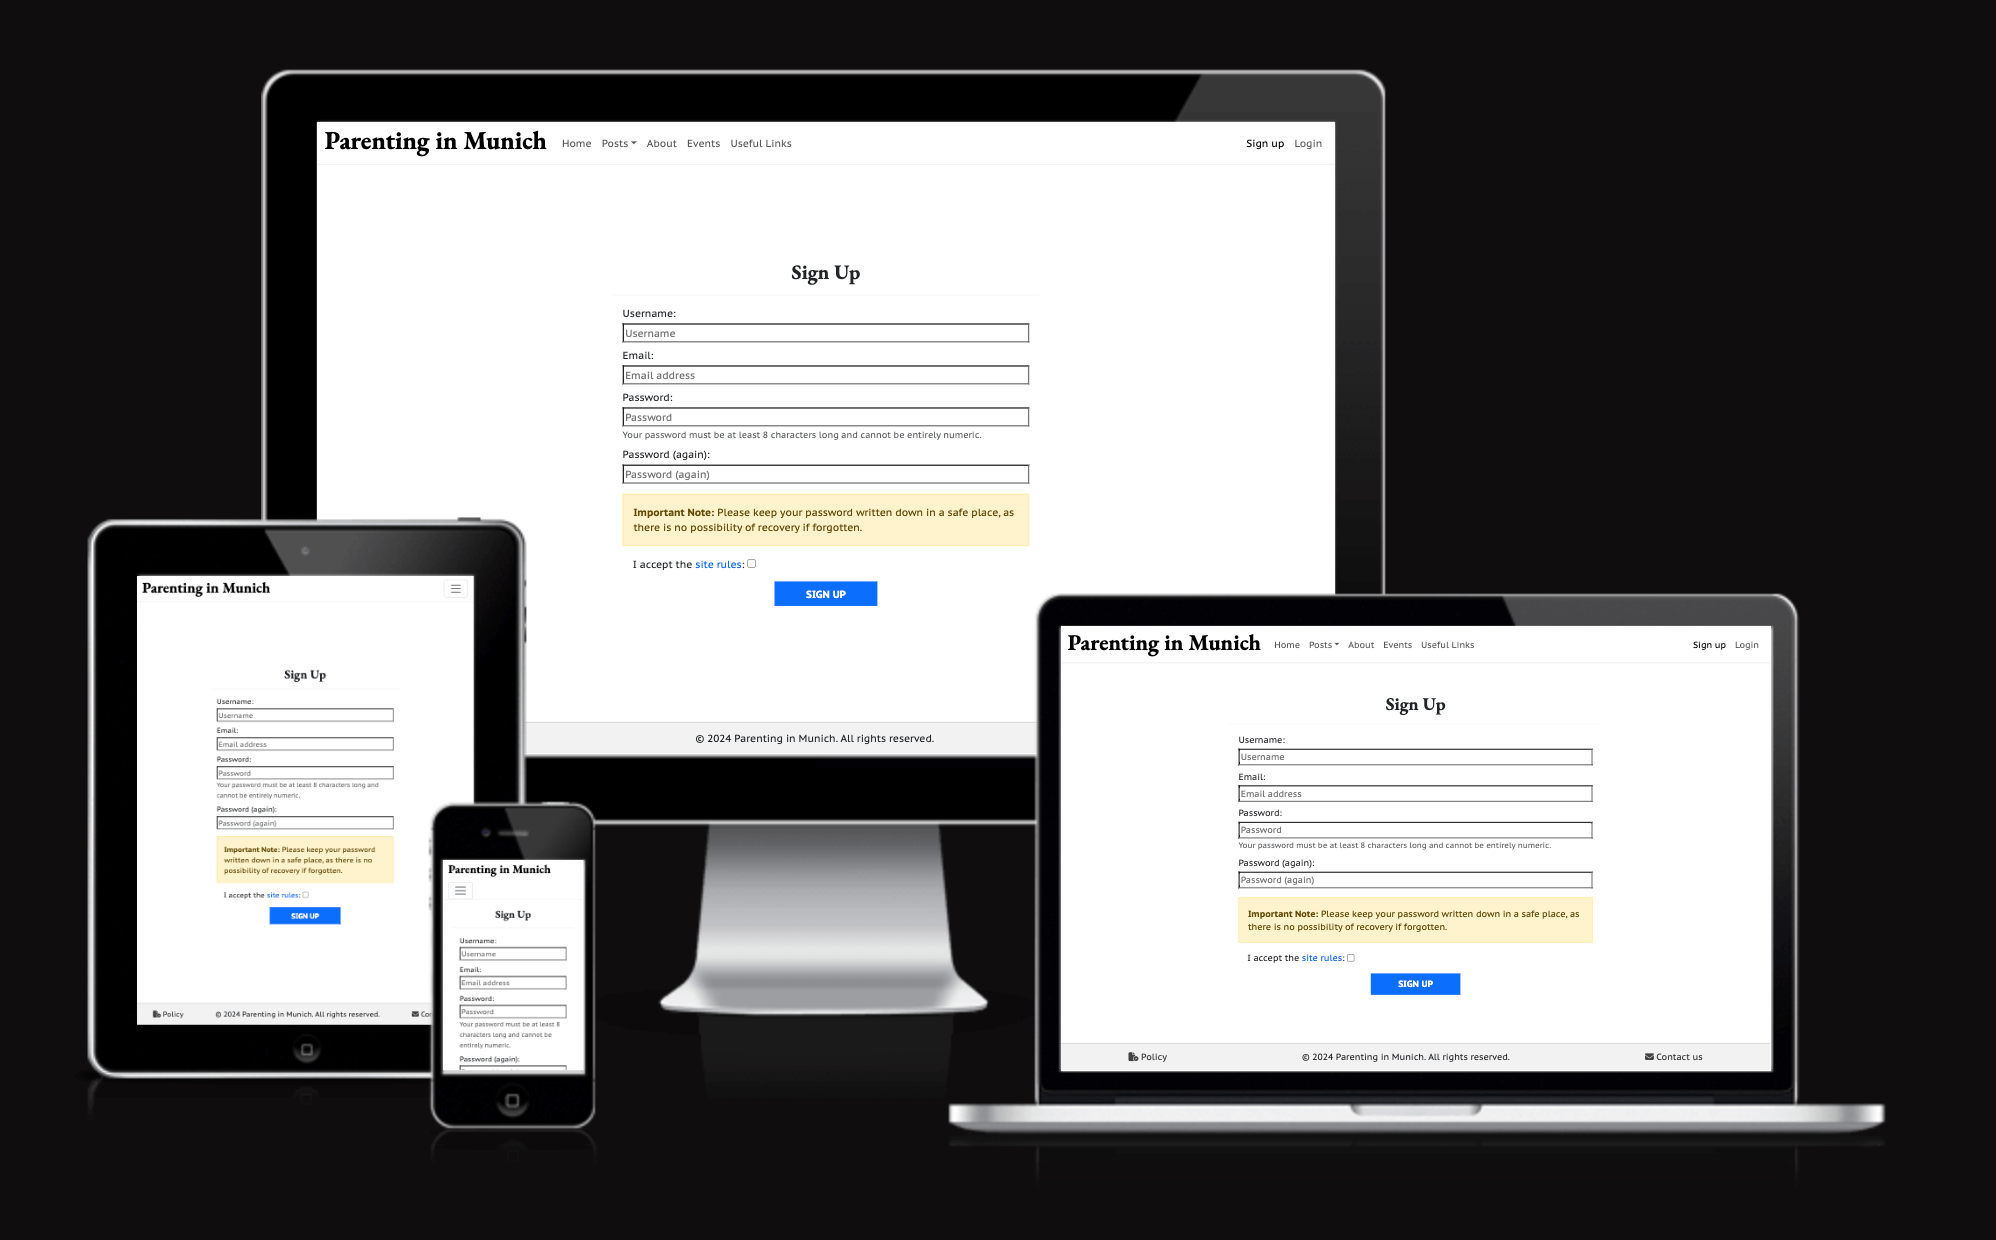 Parenting in Munich Home Posts About Events Useful Links Sign up Login
Sign Up
Username:
Username
Email:
Email address
Password:
Password
Your password must be at least 8 characters long and cannot be entirely numeric.
Password (again):
Password (again)
Important Note: Please keep your password written down in a safe place, as
there is no possibility of recovery if forgotten.
I accept the site rules:
SIGN UP
© 2024 Parenting in Munich. All rights reserved.
Parenting in Munich
Sign Up
Username:
Username
Email:
Email address
Password:
Password
Your password must be at least 8 characters long and
cannot be entirely numeric.
Password (again):
Password (again)
Important Note: Please keep your password
written down in a safe place, as there is no
possibility of recovery if forgotten.
I accept the site rules:
SIGN UP
Policy © 2024 Parenting in Munich. All rights reserved.
Parenting in Munich
Sign Up
Username:
Username
Email:
Email address
Password:
Password
Your password must be at least 8
characters long and cannot be
entirely numeric.
Password (again):
Parenting in Munich Home Posts About Events Useful Links Sign up Login
Sign Up
Username:
Username
Email:
Email address
Password:
Password
Your password must be at least 8 characters long and cannot be entirely numeric.
Password (again):
Password (again)
Important Note: Please keep your password written down in a safe place, as
there is no possibility of recovery if forgotten.
I accept the site rules:
SIGN UP
Policy © 2024 Parenting in Munich. All rights reserved. Contact us